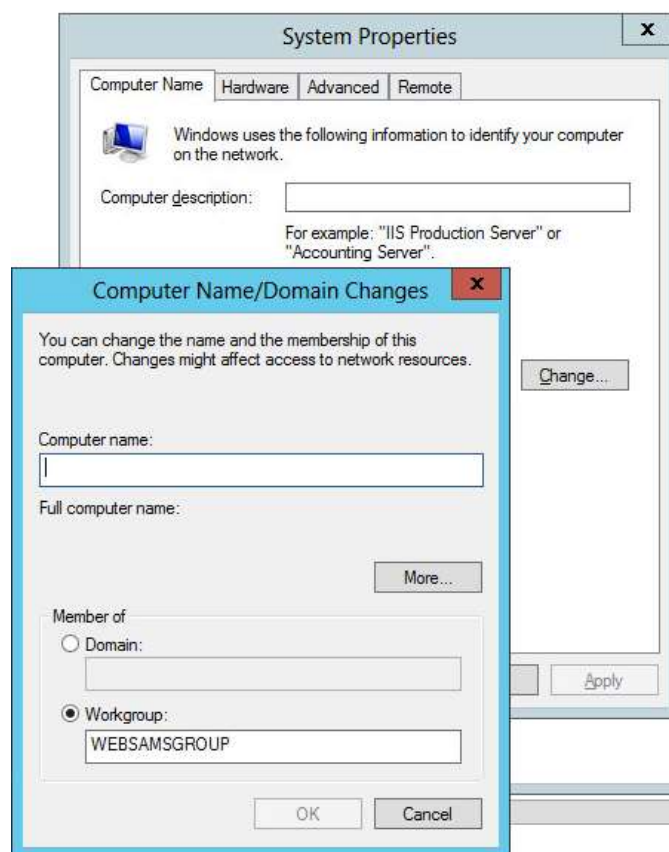 System Properties
x
Computer Name Hardware Advanced Remote
Windows uses the following information to identify your computer
on the network.
Computer description:
For example: "IIS Production Server" or
"Accounting Server".
Computer Name/Domain Changes
x
You can change the name and the membership of this
computer. Changes might affect access to network resources.
Change...
Computer name:
Full computer name:
More...
Member of
Domain:
Workgroup:
WEBSAMSGROUP
Apply
OK Cancel